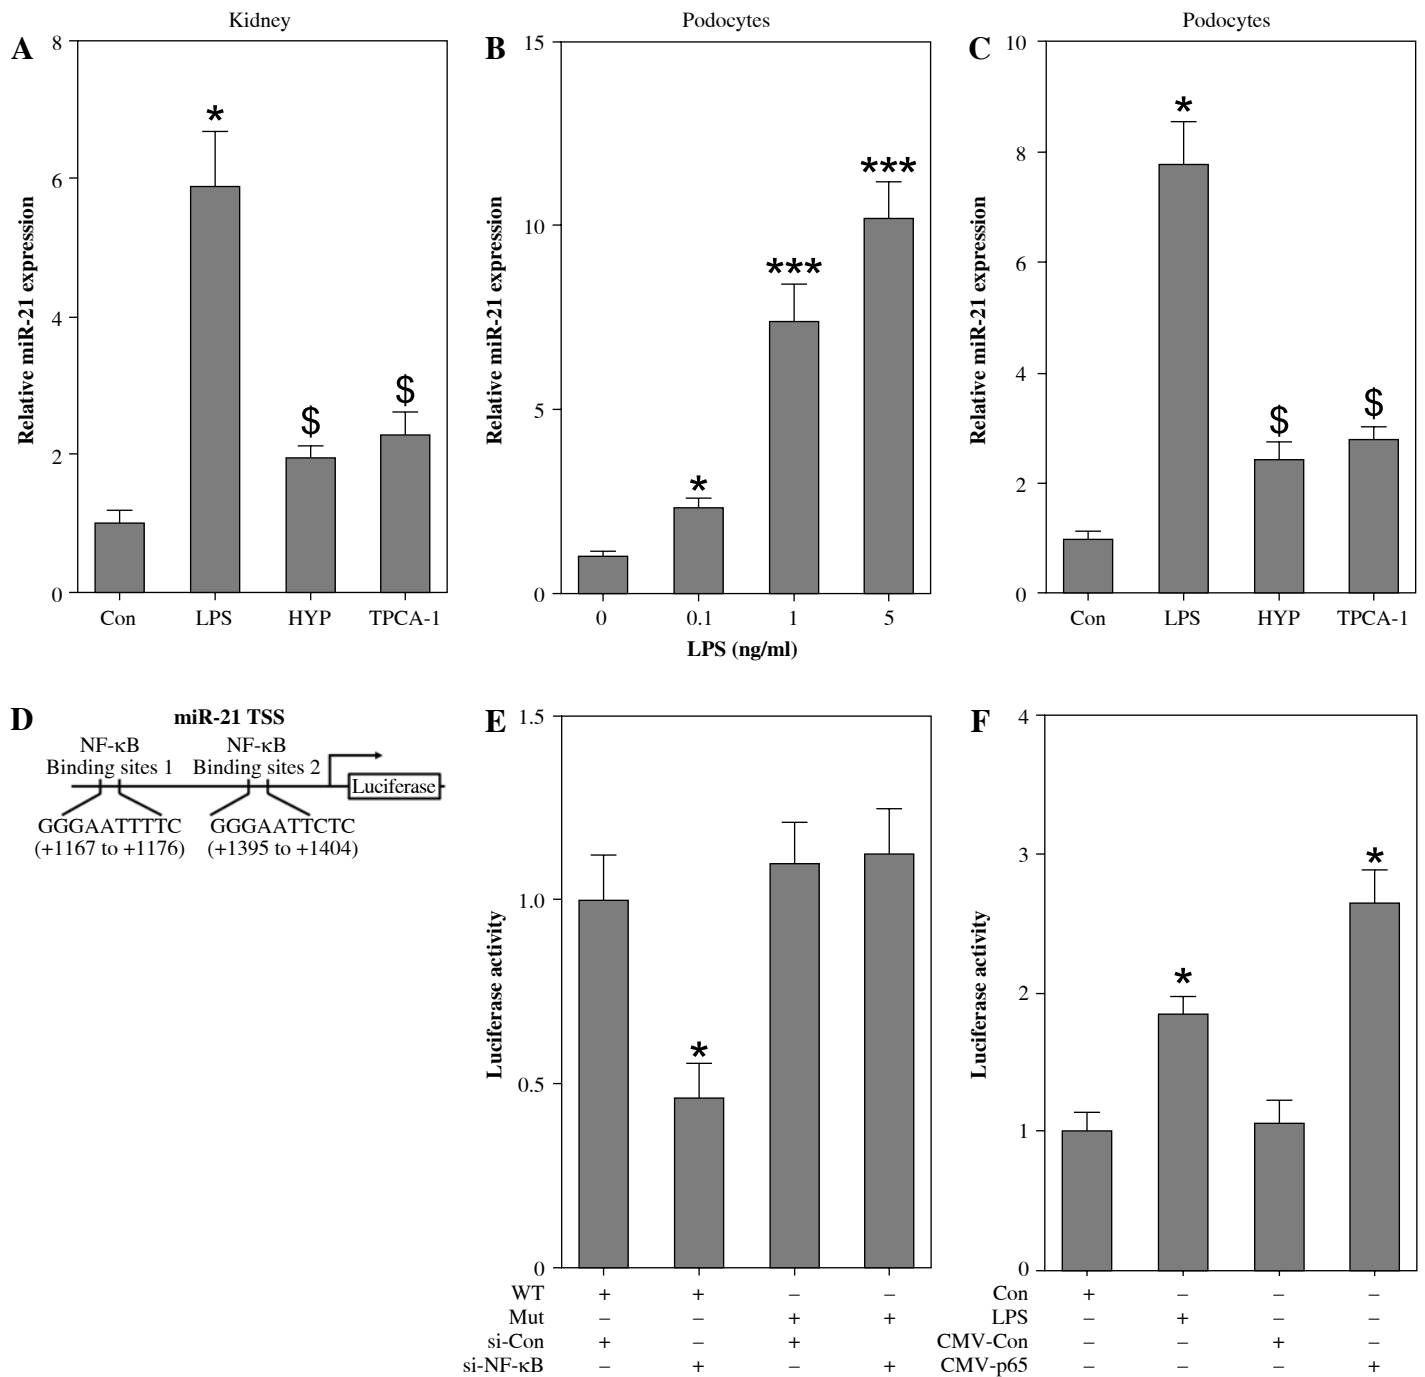 Kidney
A
8
6
4
2
0
Relative miR-21 expression
*
$
$
Con LPS HYP TPCA-1
Podocytes
B
15
10
5
0
Relative miR-21 expression
*
***
***
0 0.1 1 5
LPS (ng/ml)
Podocytes
C
10
8
6
4
2
0
Relative miR-21 expression
*
$
$
Con LPS HYP TPCA-1
D
miR-21 TSS
NF-κB NF-κB
Binding sites 1 Binding sites 2
Luciferase
GGGAATTTTC GGGAATTCTC
(+1167 to +1176) (+1395 to +1404)
E
1.5
1.0
0.5
0
Luciferase activity
*
WT + + – –
Mut – – + +
si-Con + – + –
si-NF-κB – + – +
F
4
3
2
1
0
Luciferase activity
*
*
Con + – – –
LPS – + – –
CMV-Con – – + –
CMV-p65 – – – +